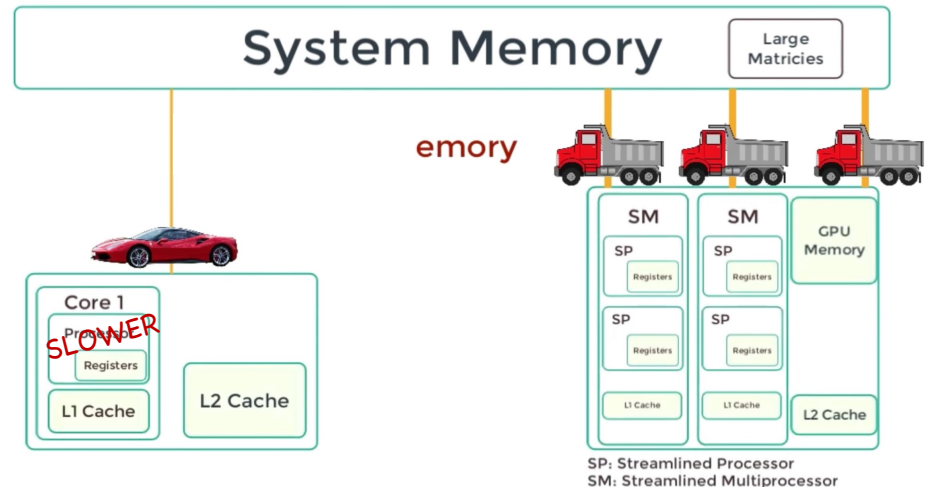 System Memory
Large
Matricies
emory
Core 1
Processor
SLOWER
Registers
L1 Cache
L2 Cache
SM
SP
Registers
SP
Registers
L1 Cache
SM
SP
Registers
SP
Registers
L1 Cache
GPU
Memory
L2 Cache
SP: Streamlined Processor
SM: Streamlined Multiprocessor